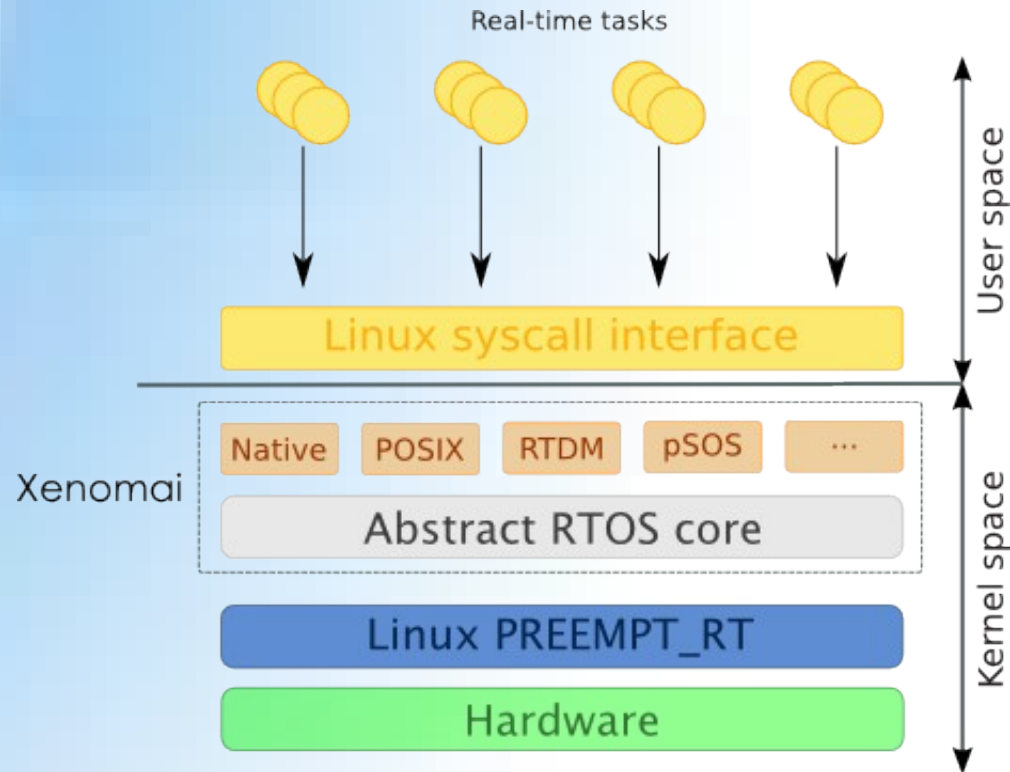 Real-time tasks
User space
Linux syscall interface
Native
POSIX
RTDM
pSOS
...
Xenomai
Abstract RTOS core
Kernel space
Linux PREEMPT_RT
Hardware